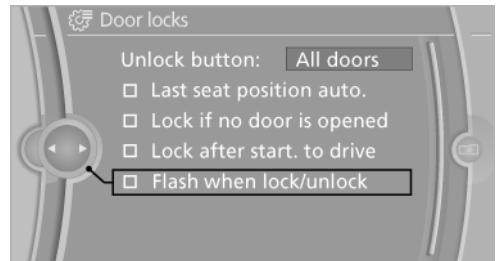 Door locks
Unlock button: All doors
Last seat position auto.
Lock if no door is opened
Lock after start. to drive
Flash when lock/unlock